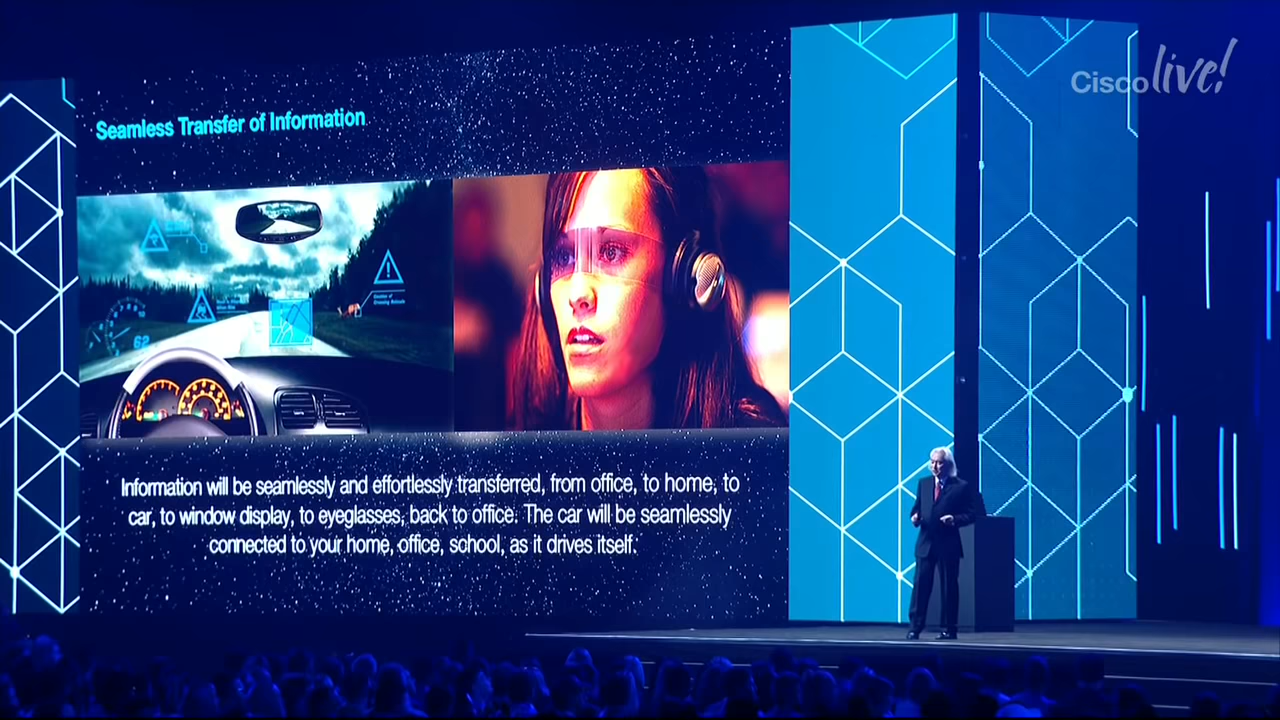 Cisco live!
Seamless Transfer of Information
62
Information will be seamlessly and effortlessly transferred, from office, to home, to
car, to window display, to eyeglasses, back to office. The car will be seamlessly
connected to your home, office, school, as it drives itself.